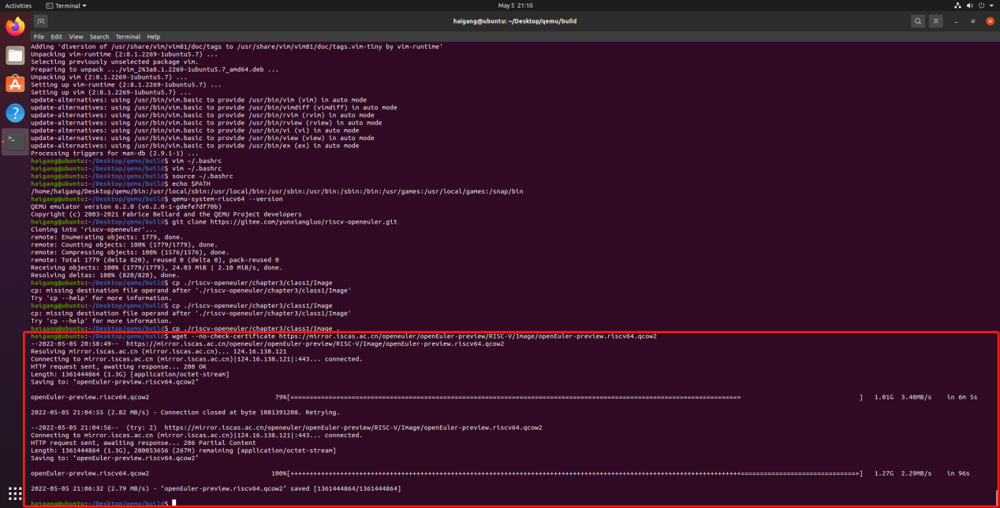 Activities
Terminal
May 5 21:10
haigang@ubuntu: ~/Desktop/qemu/build
File Edit View Search Terminal Help
Adding 'diversion of /usr/share/vim/vim81/doc/tags to /usr/share/vim/vim81/doc/tags.vim-tiny by vim-runtime'
Unpacking vim-runtime (2:8.1.2269-1ubuntu5.7) ...
Selecting previously unselected package vim.
Preparing to unpack .../vim_2%3a8.1.2269-1ubuntu5.7_amd64.deb ...
Unpacking vim (2:8.1.2269-1ubuntu5.7) ...
Setting up vim-runtime (2:8.1.2269-1ubuntu5.7) ...
Setting up vim (2:8.1.2269-1ubuntu5.7) ...
update-alternatives: using /usr/bin/vim.basic to provide /usr/bin/vim (vim) in auto mode
update-alternatives: using /usr/bin/vim.basic to provide /usr/bin/vimdiff (vimdiff) in auto mode
update-alternatives: using /usr/bin/vim.basic to provide /usr/bin/rvim (rvim) in auto mode
update-alternatives: using /usr/bin/vim.basic to provide /usr/bin/rview (rview) in auto mode
update-alternatives: using /usr/bin/vim.basic to provide /usr/bin/vi (vi) in auto mode
update-alternatives: using /usr/bin/vim.basic to provide /usr/bin/view (view) in auto mode
update-alternatives: using /usr/bin/vim.basic to provide /usr/bin/ex (ex) in auto mode
Processing triggers for man-db (2.9.1-1) ...
haigang@ubuntu:~/Desktop/qemu/build$ vim ~/.bashrc
haigang@ubuntu:~/Desktop/qemu/build$ vim ~/.bashrc
haigang@ubuntu:~/Desktop/qemu/build$ source ~/.bashrc
haigang@ubuntu:~/Desktop/qemu/build$ echo $PATH
/home/haigang/Desktop/qemu/bin:/usr/local/sbin:/usr/local/bin:/usr/sbin:/usr/bin:/sbin:/bin:/usr/games:/usr/local/games:/snap/bin
haigang@ubuntu:~/Desktop/qemu/build$ qemu-system-riscv64 --version
QEMU emulator version 6.2.0 (v6.2.0-1-gdefe7df70b)
Copyright (c) 2003-2021 Fabrice Bellard and the QEMU Project developers
haigang@ubuntu:~/Desktop/qemu/build$ git clone https://gitee.com/yunxiangluo/riscv-openeuler.git
Cloning into 'riscv-openeuler'...
remote: Enumerating objects: 1779, done.
remote: Counting objects: 100% (1779/1779), done.
remote: Compressing objects: 100% (1576/1576), done.
remote: Total 1779 (delta 820), reused 0 (delta 0), pack-reused 0
Receiving objects: 100% (1779/1779), 24.03 MiB | 2.10 MiB/s, done.
Resolving deltas: 100% (820/820), done.
haigang@ubuntu:~/Desktop/qemu/build$ cp ./riscv-openeuler/chapter3/class1/Image
cp: missing destination file operand after './riscv-openeuler/chapter3/class1/Image'
Try 'cp --help' for more information.
haigang@ubuntu:~/Desktop/qemu/build$ cp ./riscv-openeuler/chapter3/class1/Image
cp: missing destination file operand after './riscv-openeuler/chapter3/class1/Image'
Try 'cp --help' for more information.
haigang@ubuntu:~/Desktop/qemu/build$ cp ./riscv-openeuler/chapter3/class1/Image .
haigang@ubuntu:~/Desktop/qemu/build$ wget --no-check-certificate https://mirror.iscas.ac.cn/openeuler/openEuler-preview/RISC-V/Image/openEuler-preview.riscv64.qcow2
--2022-05-05 20:58:49-- https://mirror.iscas.ac.cn/openeuler/openEuler-preview/RISC-V/Image/openEuler-preview.riscv64.qcow2
Resolving mirror.iscas.ac.cn (mirror.iscas.ac.cn)... 124.16.138.121
Connecting to mirror.iscas.ac.cn (mirror.iscas.ac.cn)|124.16.138.121|:443... connected.
HTTP request sent, awaiting response... 200 OK
Length: 1361444864 (1.3G) [application/octet-stream]
Saving to: ‘openEuler-preview.riscv64.qcow2’
openEuler-preview.riscv64.qcow2 79%[=====================================================> ] 1.01G 3.40MB/s in 6m 5s
2022-05-05 21:04:55 (2.82 MB/s) - Connection closed at byte 1081391208. Retrying.
--2022-05-05 21:04:56-- (try: 2) https://mirror.iscas.ac.cn/openeuler/openEuler-preview/RISC-V/Image/openEuler-preview.riscv64.qcow2
Connecting to mirror.iscas.ac.cn (mirror.iscas.ac.cn)|124.16.138.121|:443... connected.
HTTP request sent, awaiting response... 206 Partial Content
Length: 1361444864 (1.3G), 280053656 (267M) remaining [application/octet-stream]
Saving to: ‘openEuler-preview.riscv64.qcow2’
openEuler-preview.riscv64.qcow2 100%[++++++++++++++++++++++++++++++++++++++++++++++++++++==============>] 1.27G 2.29MB/s in 96s
2022-05-05 21:06:32 (2.79 MB/s) - ‘openEuler-preview.riscv64.qcow2’ saved [1361444864/1361444864]
haigang@ubuntu:~/Desktop/qemu/build$